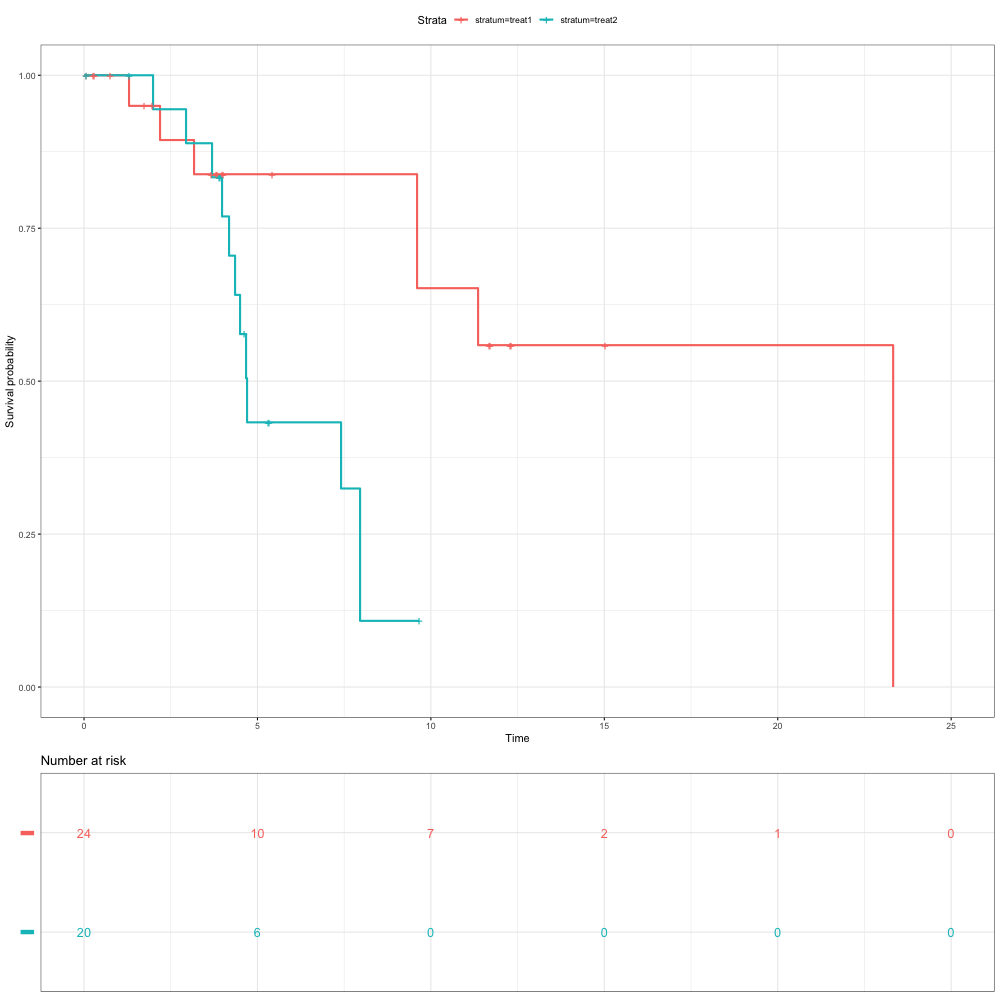 Strata stratum=treat1 stratum=treat2
1.00
0.75
0.50
0.25
0.00
Survival probability
0 5 10 15 20 25
Time
Number at risk
24 10 7 2 1 0
20 6 0 0 0 0